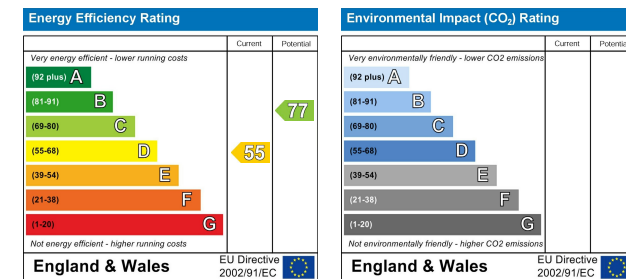 Energy Efficiency Rating
Current Potential
Very energy efficient - lower running costs
(92 plus) A
(81-91) B
(69-80) C
(55-68) D
(39-54) E
(21-38) F
(1-20) G
77
55
Not energy efficient - higher running costs
England & Wales
EU Directive
2002/91/EC
Environmental Impact (CO₂) Rating
Current Potential
Very environmentally friendly - lower CO2 emissions
(92 plus) A
(81-91) B
(69-80) C
(55-68) D
(39-54) E
(21-38) F
(1-20) G
Not environmentally friendly - higher CO2 emissions
England & Wales
EU Directive
2002/91/EC